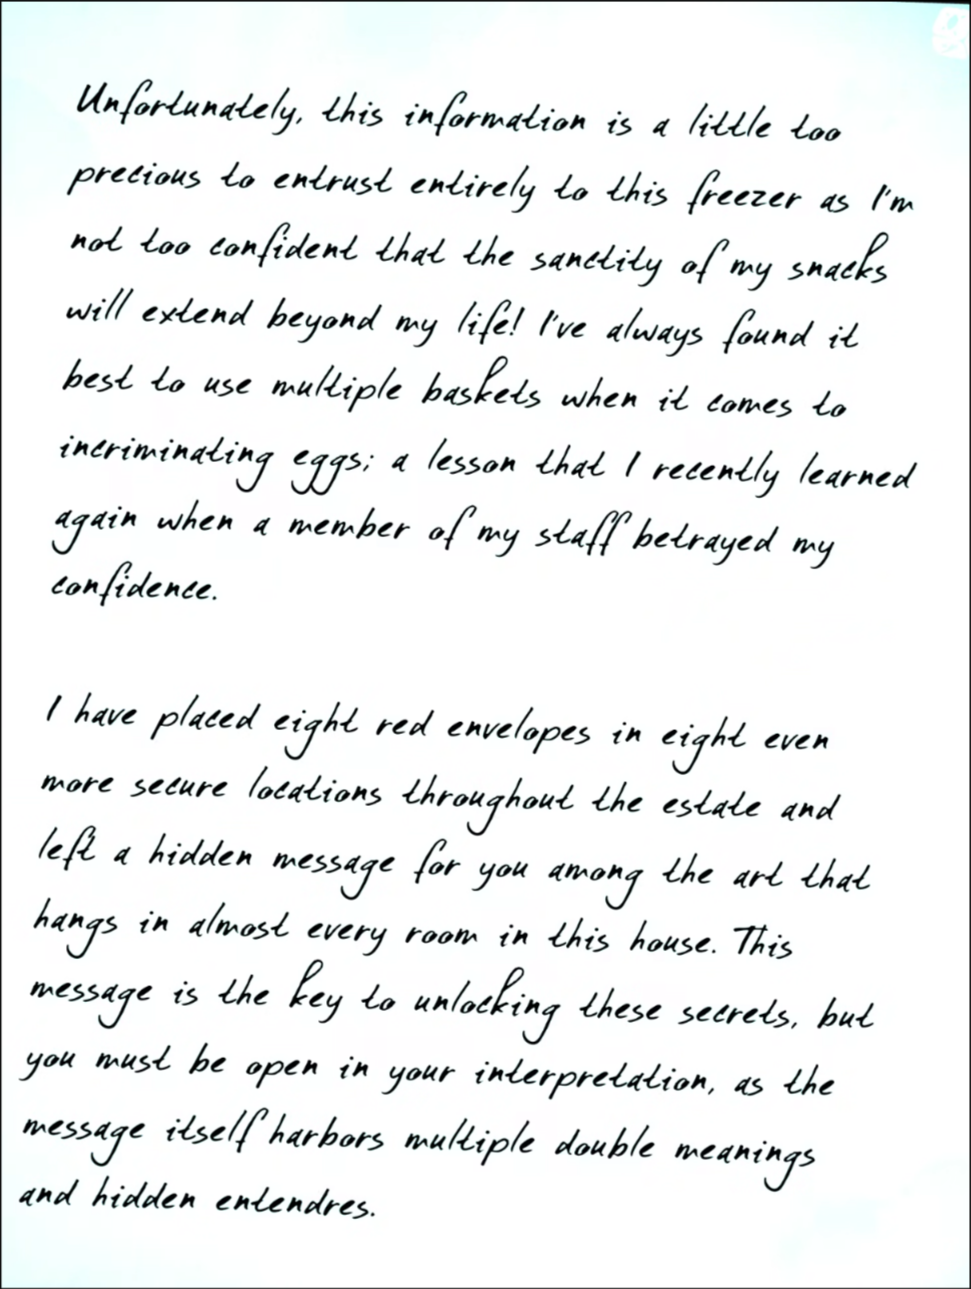 Unfortunately, this information is a little too
precious to entrust entirely to this freezer as I'm
not too confident that the sanctity of my snacks
will extend beyond my life! I've always found it
best to use multiple baskets when it comes to
incriminating eggs; a lesson that I recently learned
again when a member of my staff betrayed my
confidence.
I have placed eight red envelopes in eight even
more secure locations throughout the estate and
left a hidden message for you among the art that
hangs in almost every room in this house. This
message is the key to unlocking these secrets, but
you must be open in your interpretation, as the
message itself harbors multiple double meanings
and hidden entendres.